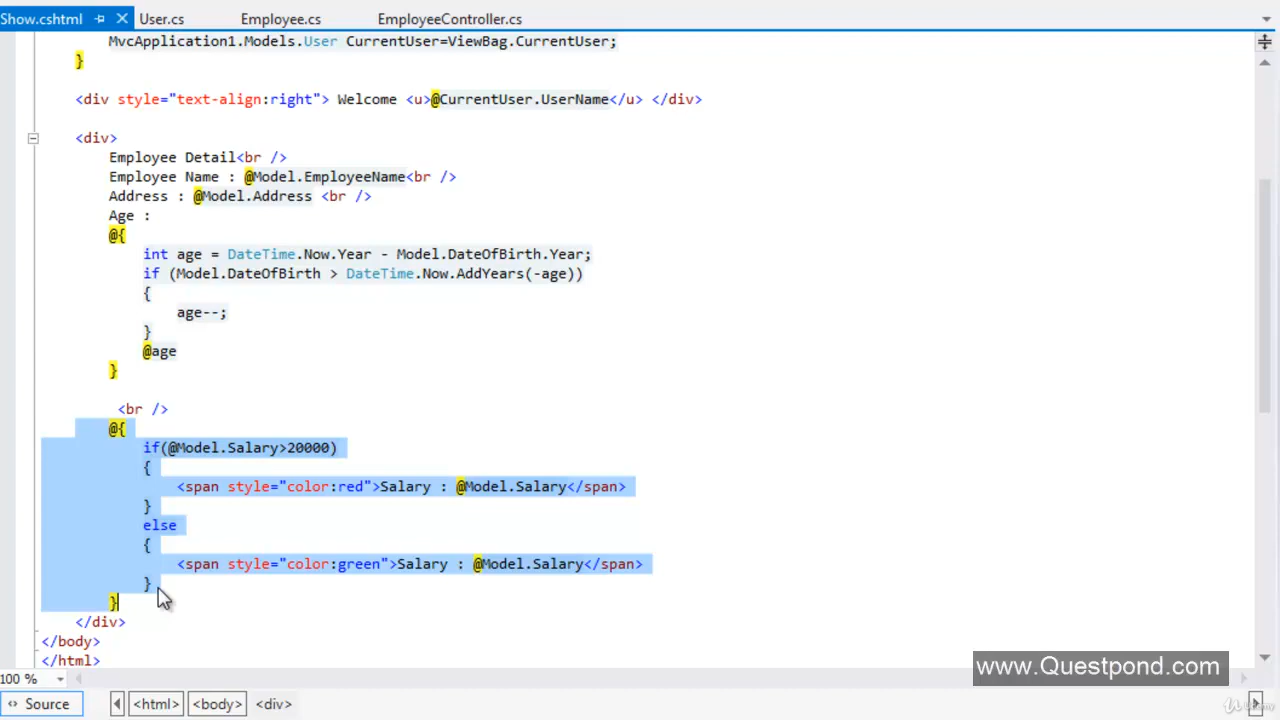 Show.cshtml User.cs Employee.cs EmployeeController.cs
MvcApplication1.Models.User CurrentUser=ViewBag.CurrentUser;
}
<div style="text-align:right"> Welcome <u>@CurrentUser.UserName</u> </div>
<div>
Employee Detail<br />
Employee Name : @Model.EmployeeName<br />
Address : @Model.Address <br />
Age :
@{
int age = DateTime.Now.Year - Model.DateOfBirth.Year;
if (Model.DateOfBirth > DateTime.Now.AddYears(-age))
{
age--;
}
@age
}
<br />
@{
if(@Model.Salary>20000)
{
<span style="color:red">Salary : @Model.Salary</span>
}
else
{
<span style="color:green">Salary : @Model.Salary</span>
}
}
</div>
</body>
</html>
www.Questpond.com
100 %
Source <html> <body> <div>
Udemy